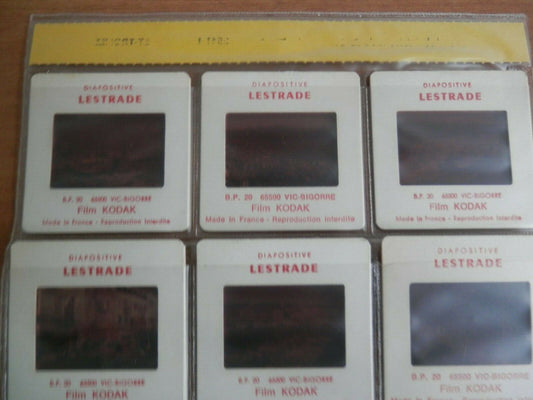 DIAPOSITIVE
LESTRADE
B.P. 20 65500 VIC-BIGORRE
Film KODAK
Made in France - Reproduction interdite
DIAPOSITIVE
LESTRADE
B.P. 20 65500 VIC-BIGORRE
Film KODAK
Made in France - Reproduction interdite
DIAPOSITIVE
LESTRADE
B.P. 20 65500 VIC-BIGORRE
Film KODAK
Made in France - Reproduction interdite
DIAPOSITIVE
LESTRADE
B.P. 20 65500 VIC-BIGORRE
Film KODAK
DIAPOSITIVE
LESTRADE
B.P. 20 65500 VIC-BIGORRE
Film KODAK
DIAPOSITIVE
LESTRADE
B.P. 20 65500 VIC-BIGORRE
Film KODAK